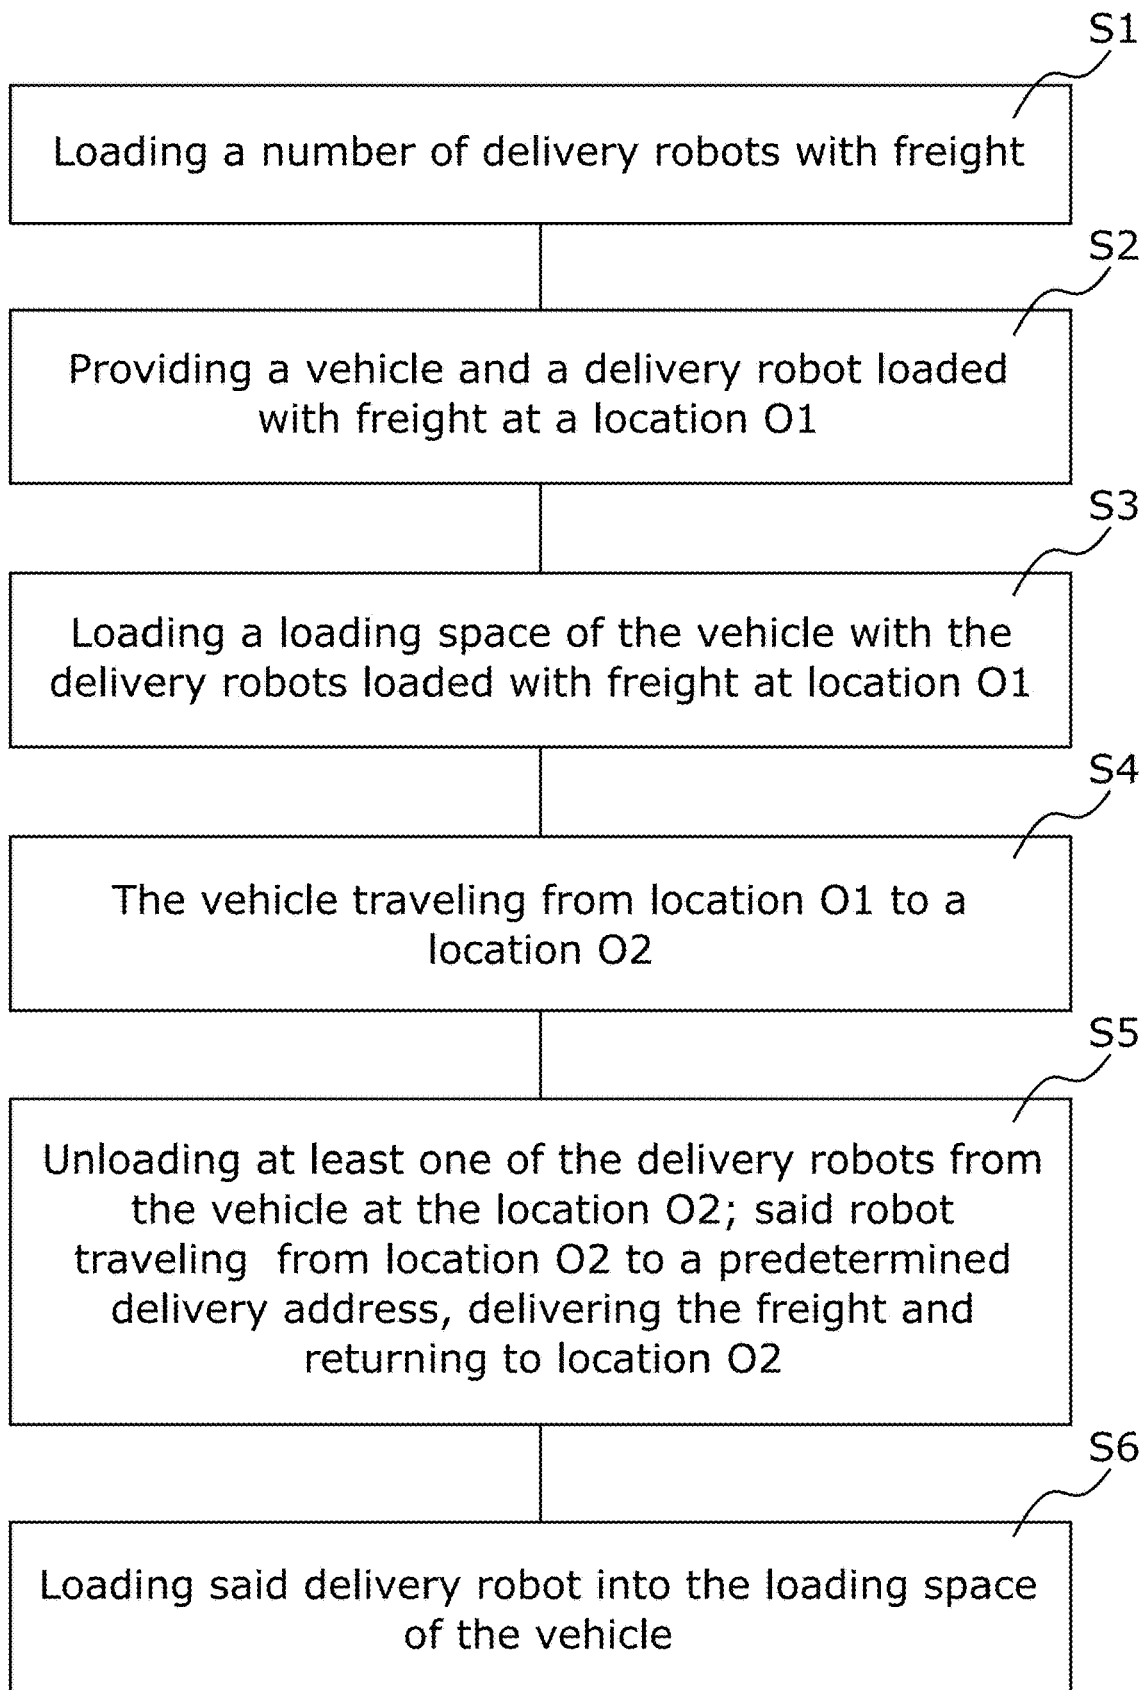 S1
Loading a number of delivery robots with freight
S2
Providing a vehicle and a delivery robot loaded
with freight at a location O1
S3
Loading a loading space of the vehicle with the
delivery robots loaded with freight at location O1
S4
The vehicle traveling from location O1 to a
location O2
S5
Unloading at least one of the delivery robots from
the vehicle at the location O2; said robot
traveling  from location O2 to a predetermined
delivery address, delivering the freight and
returning to location O2
S6
Loading said delivery robot into the loading space
of the vehicle